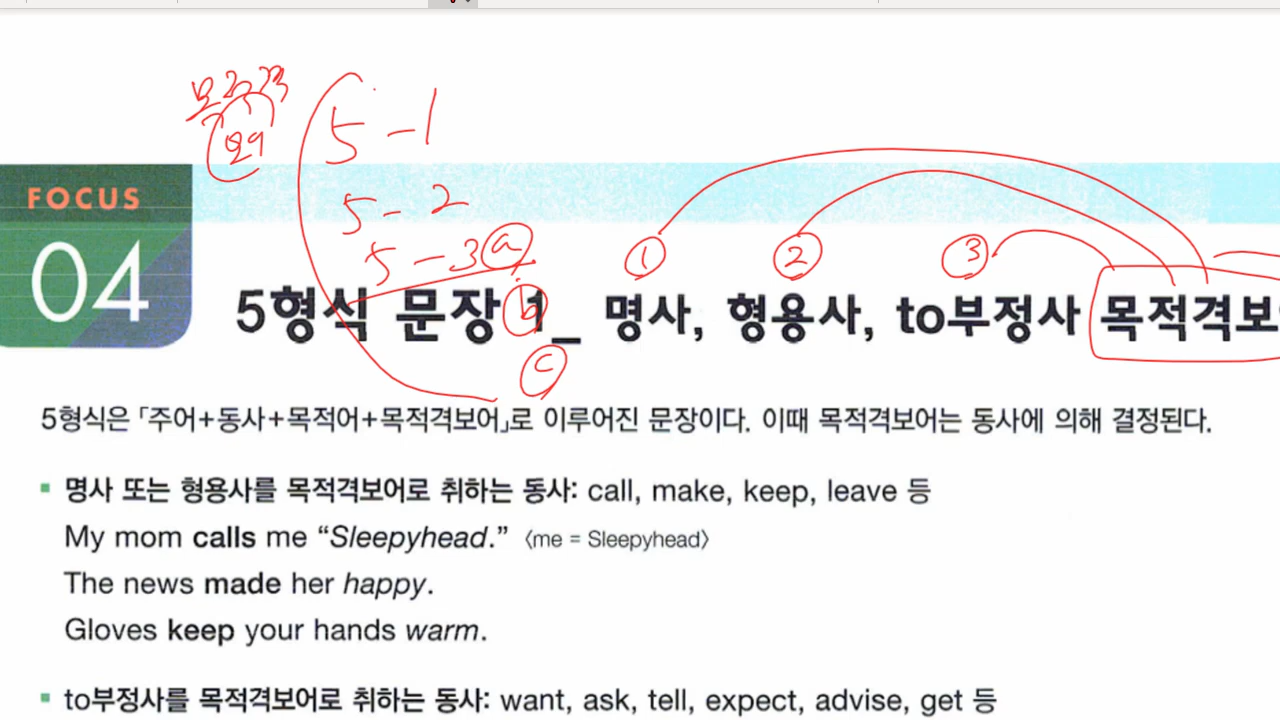 목적격
5 - 1
5 - 2
5 - 3 ⓐ
ⓑ
ⓒ
① ② ③
FOCUS
04
5형식 문장 1_ 명사, 형용사, to부정사 목적격보
5형식은 「주어+동사+목적어+목적격보어」로 이루어진 문장이다. 이때 목적격보어는 동사에 의해 결정된다.
▪ 명사 또는 형용사를 목적격보어로 취하는 동사: call, make, keep, leave 등
My mom calls me “Sleepyhead.” 〈me = Sleepyhead〉
The news made her happy.
Gloves keep your hands warm.
▪ to부정사를 목적격보어로 취하는 동사: want, ask, tell, expect, advise, get 등